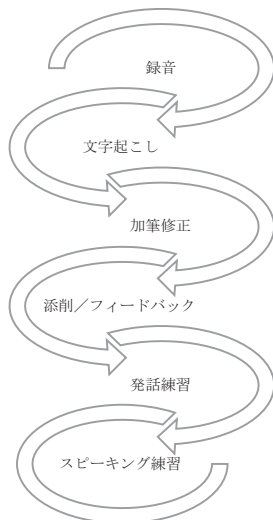 録音
文字起こし
加筆修正
添削／フィードバック
発話練習
スピーキング練習